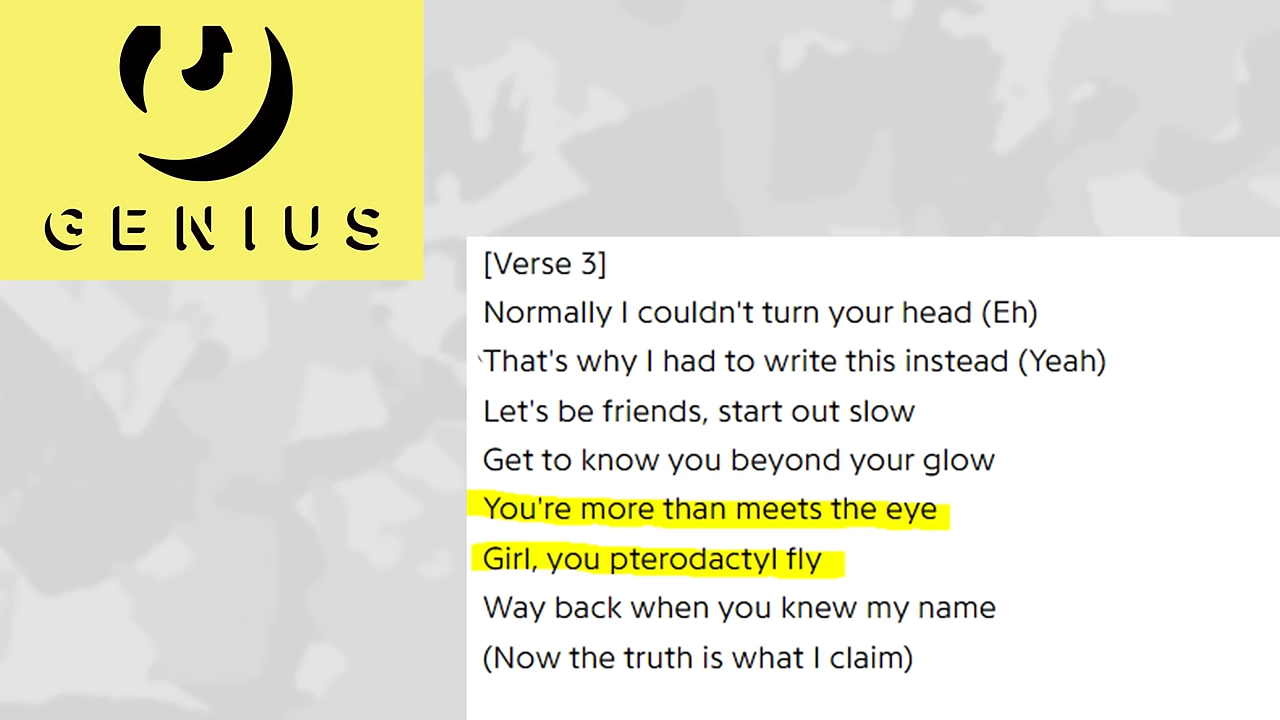 GENIUS
[Verse 3]
Normally I couldn't turn your head (Eh)
That's why I had to write this instead (Yeah)
Let's be friends, start out slow
Get to know you beyond your glow
You're more than meets the eye
Girl, you pterodactyl fly
Way back when you knew my name
(Now the truth is what I claim)